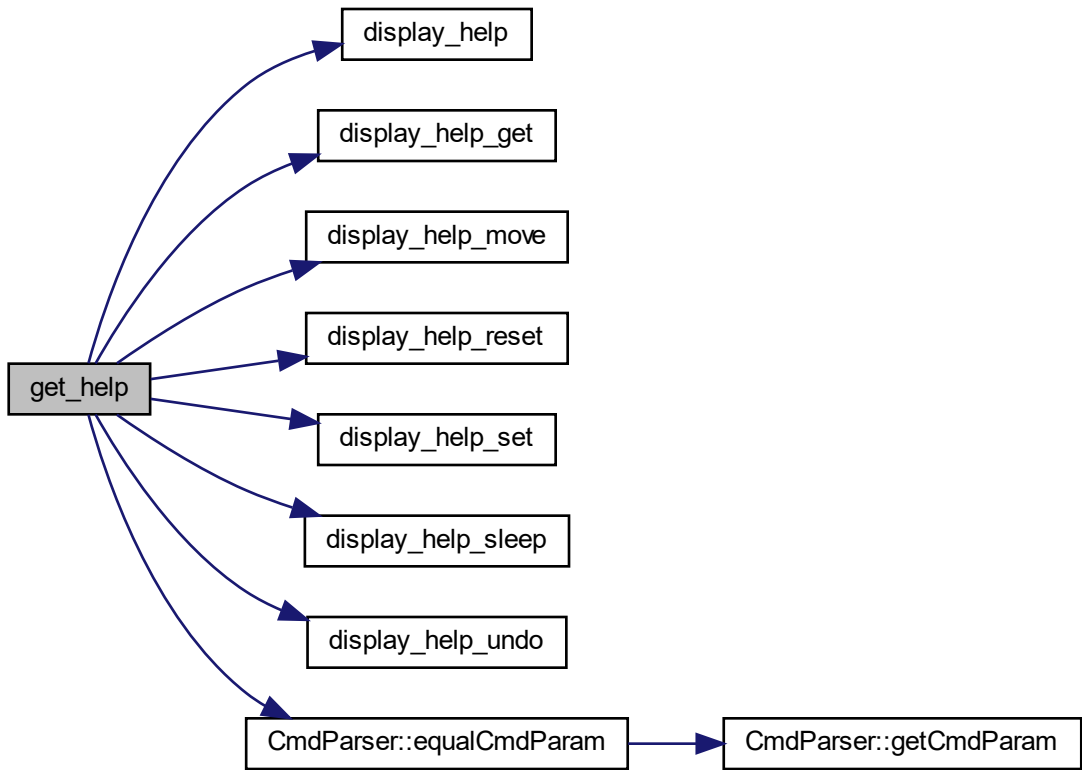 display_help
display_help_get
display_help_move
display_help_reset
get_help
display_help_set
display_help_sleep
display_help_undo
CmdParser::equalCmdParam
CmdParser::getCmdParam